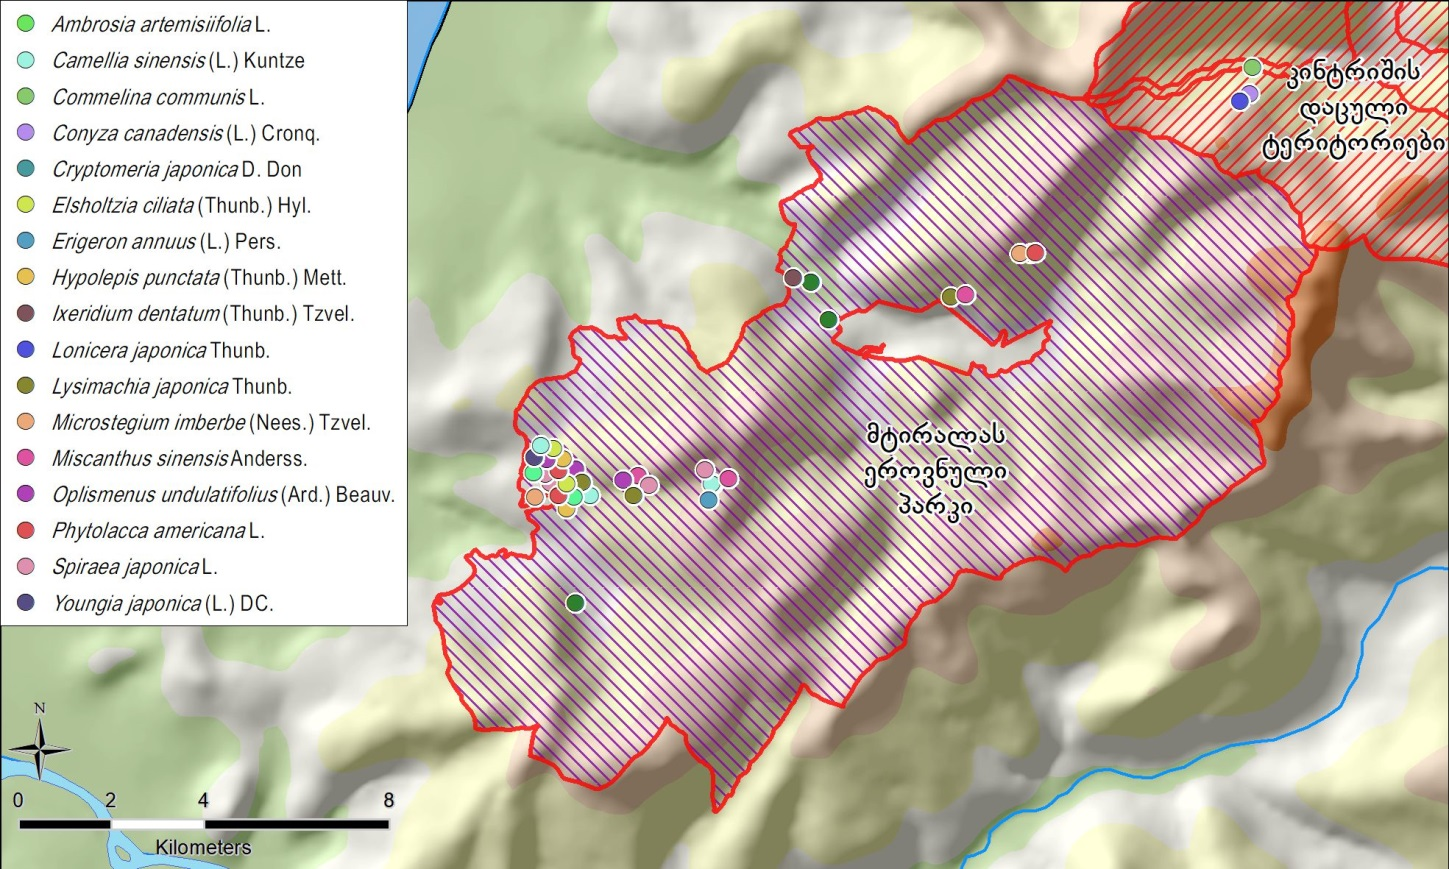 Ambrosia artemisiifolia L.
Camellia sinensis (L.) Kuntze
Commelina communis L.
Conyza canadensis (L.) Cronq.
Cryptomeria japonica D. Don
Elsholtzia ciliata (Thunb.) Hyl.
Erigeron annuus (L.) Pers.
Hypolepis punctata (Thunb.) Mett.
Ixeridium dentatum (Thunb.) Tzvel.
Lonicera japonica Thunb.
Lysimachia japonica Thunb.
Microstegium imberbe (Nees.) Tzvel.
Miscanthus sinensis Anderss.
Oplismenus undulatifolius (Ard.) Beauv.
Phytolacca americana L.
Spiraea japonica L.
Youngia japonica (L.) DC.
კინტრიშის
დაცული
ტერიტორიები
მტირალას
ეროვნული
პარკი
N
0 2 4 8
Kilometers